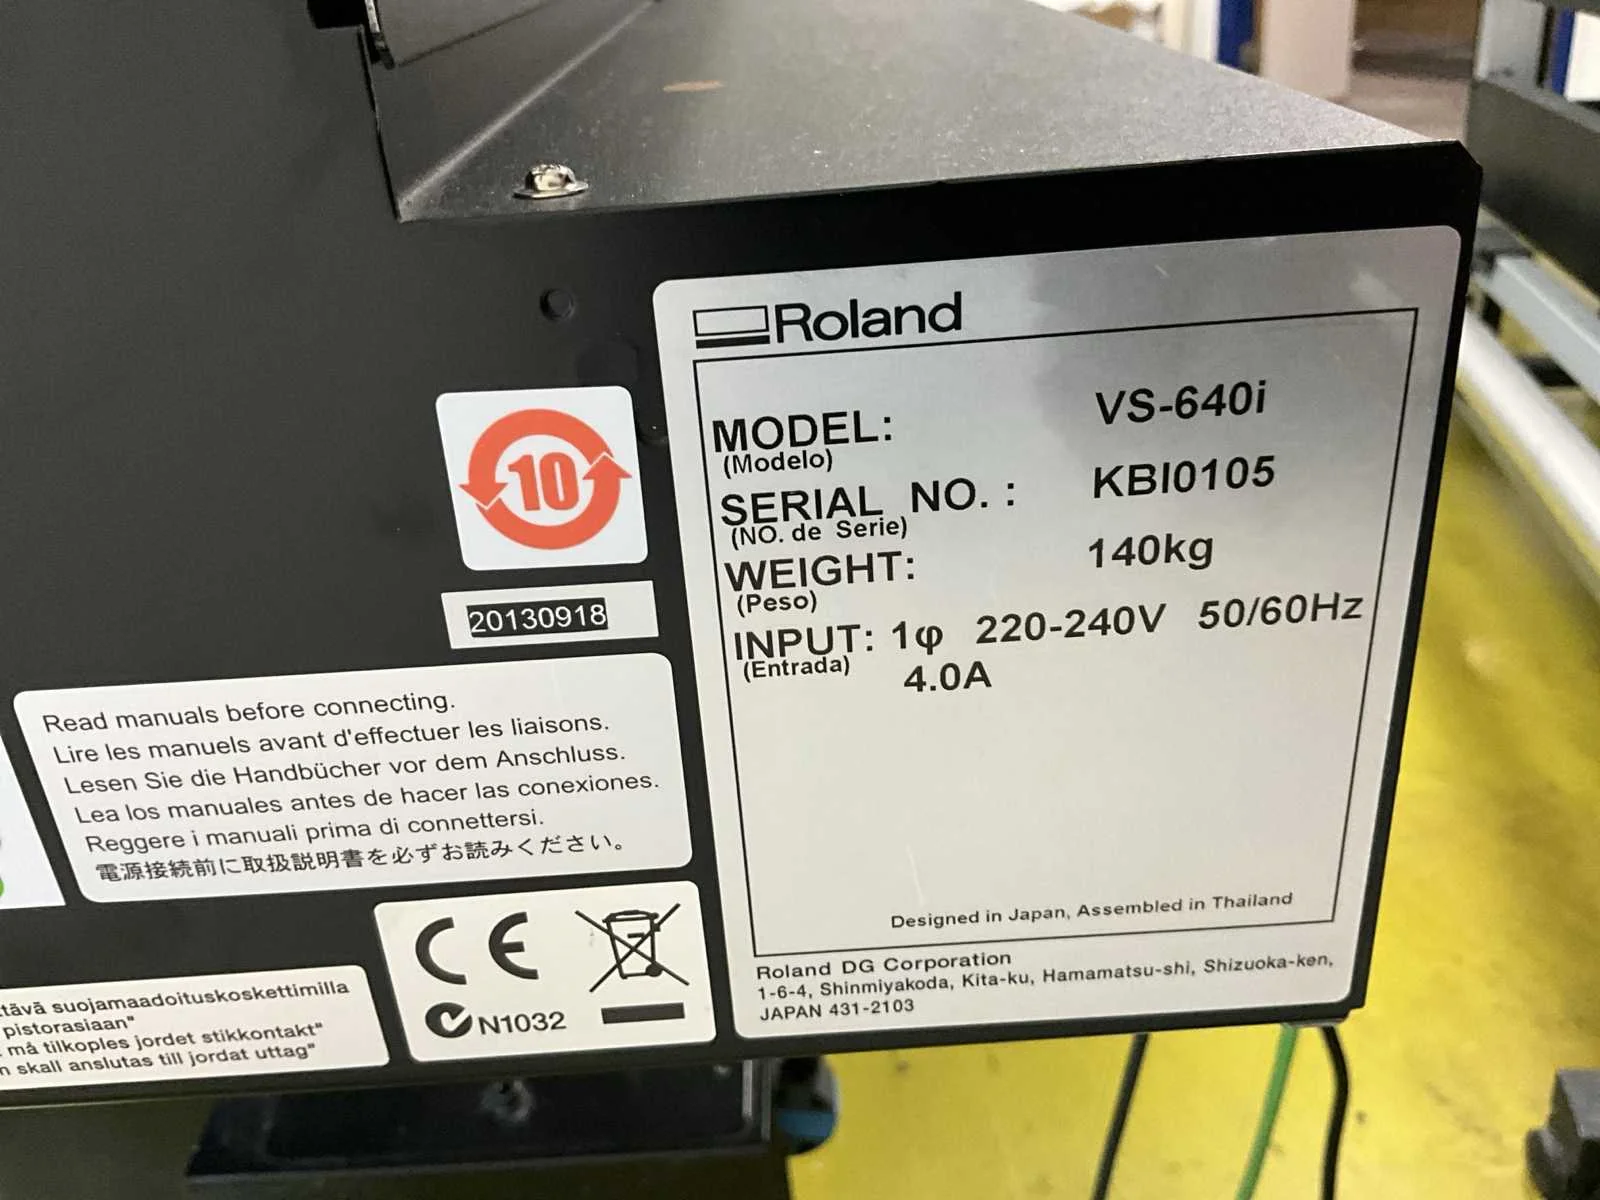 Roland
MODEL: VS-640i
(Modelo)
SERIAL NO. : KBI0105
(NO. de Serie)
WEIGHT: 140kg
(Peso)
INPUT: 1φ 220-240V 50/60Hz
(Entrada) 4.0A
Designed in Japan, Assembled in Thailand
Roland DG Corporation
1-6-4, Shinmiyakoda, Kita-ku, Hamamatsu-shi, Shizuoka-ken,
JAPAN 431-2103
10
20130918
Read manuals before connecting.
Lire les manuels avant d'effectuer les liaisons.
Lesen Sie die Handbücher vor dem Anschluss.
Lea los manuales antes de hacer las conexiones.
Reggere i manuali prima di connettersi.
電源接続前に取扱説明書を必ずお読みください。
CE
N1032
suojamaadoituskoskettimilla
pistorasiaan"
må tilkoples jordet stikkontakt"
skall anslutas till jordat uttag"